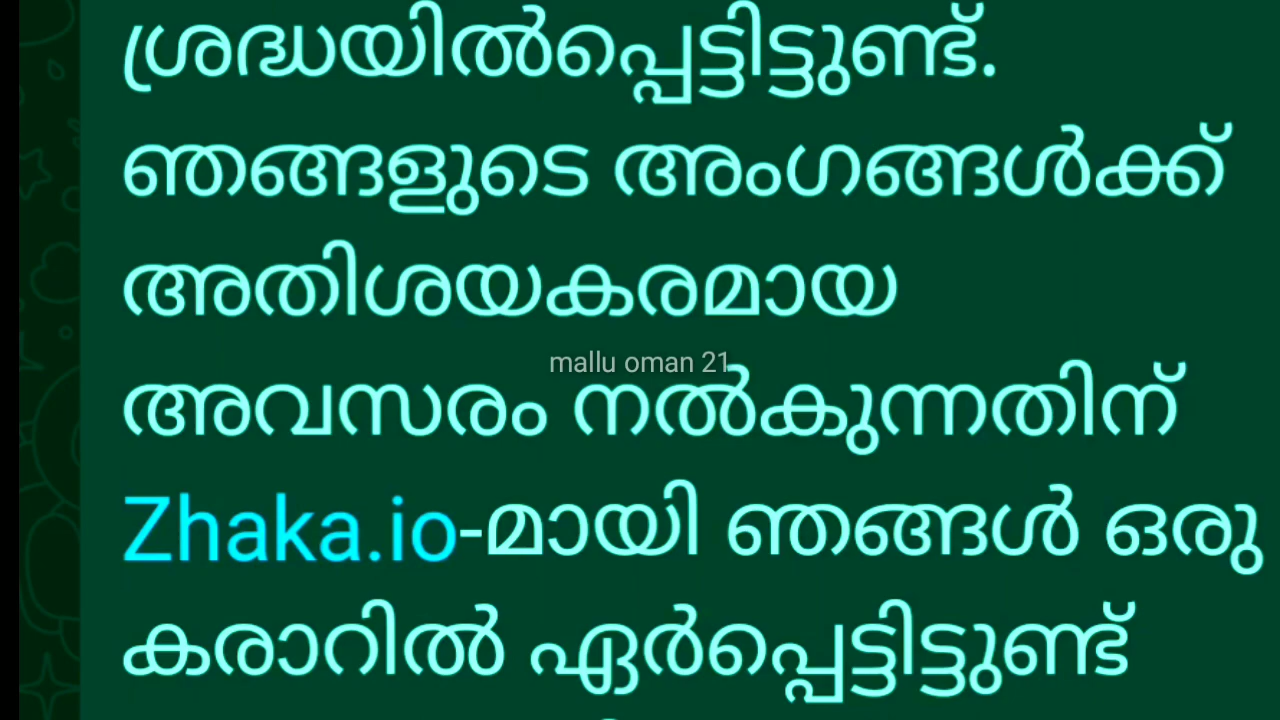 ശ്രദ്ധയിൽപ്പെട്ടിട്ടുണ്ട്.
ഞങ്ങളുടെ അംഗങ്ങൾക്ക്
അതിശയകരമായ
mallu oman 21
അവസരം നൽകുന്നതിന്
Zhaka.io-മായി ഞങ്ങൾ ഒരു
കരാറിൽ ഏർപ്പെട്ടിട്ടുണ്ട്